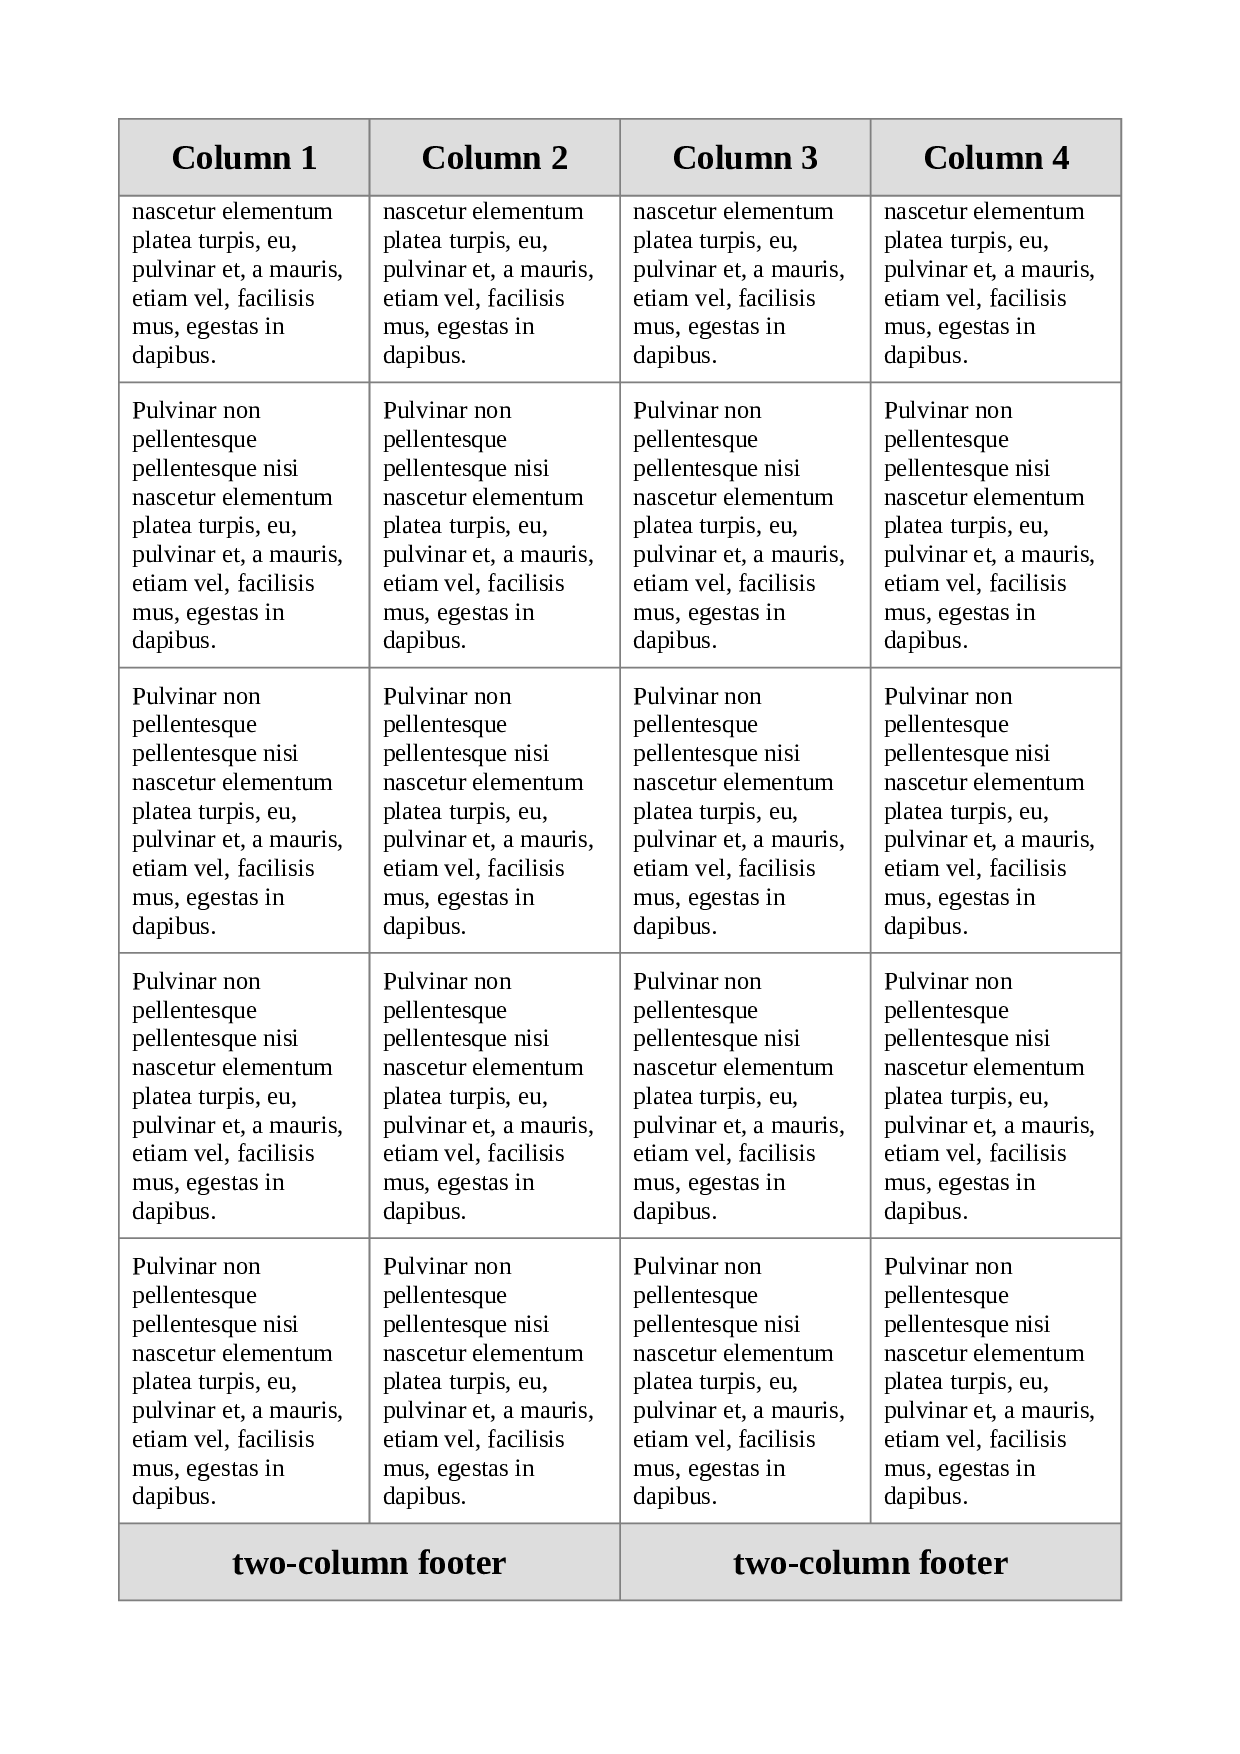 Column 1 Column 2 Column 3 Column 4
nascetur elementum nascetur elementum nascetur elementum nascetur elementum
platea turpis, eu, platea turpis, eu, platea turpis, eu, platea turpis, eu,
pulvinar et, a mauris, pulvinar et, a mauris, pulvinar et, a mauris, pulvinar et, a mauris,
etiam vel, facilisis etiam vel, facilisis etiam vel, facilisis etiam vel, facilisis
mus, egestas in mus, egestas in mus, egestas in mus, egestas in
dapibus. dapibus. dapibus. dapibus.
Pulvinar non Pulvinar non Pulvinar non Pulvinar non
pellentesque pellentesque pellentesque pellentesque
pellentesque nisi pellentesque nisi pellentesque nisi pellentesque nisi
nascetur elementum nascetur elementum nascetur elementum nascetur elementum
platea turpis, eu, platea turpis, eu, platea turpis, eu, platea turpis, eu,
pulvinar et, a mauris, pulvinar et, a mauris, pulvinar et, a mauris, pulvinar et, a mauris,
etiam vel, facilisis etiam vel, facilisis etiam vel, facilisis etiam vel, facilisis
mus, egestas in mus, egestas in mus, egestas in mus, egestas in
dapibus. dapibus. dapibus. dapibus.
Pulvinar non Pulvinar non Pulvinar non Pulvinar non
pellentesque pellentesque pellentesque pellentesque
pellentesque nisi pellentesque nisi pellentesque nisi pellentesque nisi
nascetur elementum nascetur elementum nascetur elementum nascetur elementum
platea turpis, eu, platea turpis, eu, platea turpis, eu, platea turpis, eu,
pulvinar et, a mauris, pulvinar et, a mauris, pulvinar et, a mauris, pulvinar et, a mauris,
etiam vel, facilisis etiam vel, facilisis etiam vel, facilisis etiam vel, facilisis
mus, egestas in mus, egestas in mus, egestas in mus, egestas in
dapibus. dapibus. dapibus. dapibus.
Pulvinar non Pulvinar non Pulvinar non Pulvinar non
pellentesque pellentesque pellentesque pellentesque
pellentesque nisi pellentesque nisi pellentesque nisi pellentesque nisi
nascetur elementum nascetur elementum nascetur elementum nascetur elementum
platea turpis, eu, platea turpis, eu, platea turpis, eu, platea turpis, eu,
pulvinar et, a mauris, pulvinar et, a mauris, pulvinar et, a mauris, pulvinar et, a mauris,
etiam vel, facilisis etiam vel, facilisis etiam vel, facilisis etiam vel, facilisis
mus, egestas in mus, egestas in mus, egestas in mus, egestas in
dapibus. dapibus. dapibus. dapibus.
Pulvinar non Pulvinar non Pulvinar non Pulvinar non
pellentesque pellentesque pellentesque pellentesque
pellentesque nisi pellentesque nisi pellentesque nisi pellentesque nisi
nascetur elementum nascetur elementum nascetur elementum nascetur elementum
platea turpis, eu, platea turpis, eu, platea turpis, eu, platea turpis, eu,
pulvinar et, a mauris, pulvinar et, a mauris, pulvinar et, a mauris, pulvinar et, a mauris,
etiam vel, facilisis etiam vel, facilisis etiam vel, facilisis etiam vel, facilisis
mus, egestas in mus, egestas in mus, egestas in mus, egestas in
dapibus. dapibus. dapibus. dapibus.
two-column footer two-column footer